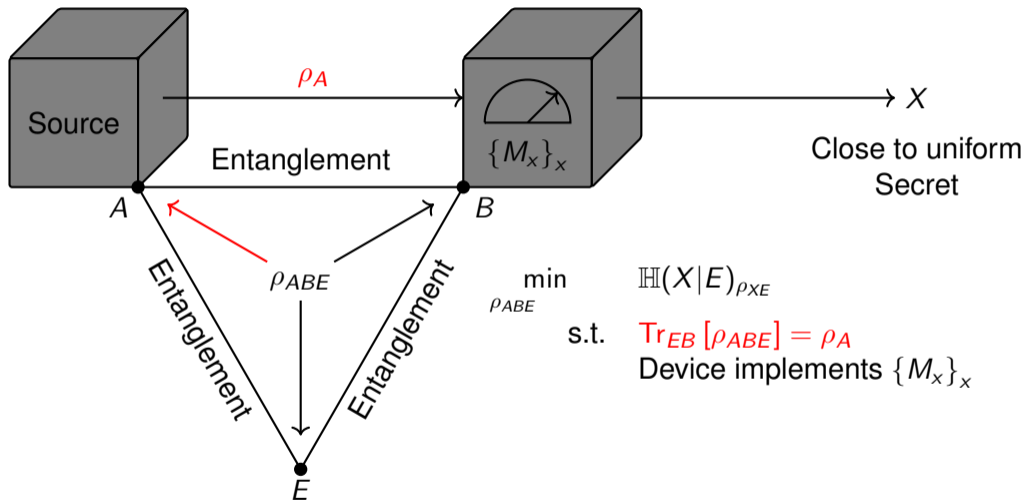 Source
ρ_A
{M_x}_x
X
Close to uniform
Secret
Entanglement
A
B
ρ_ABE
Entanglement
Entanglement
E
min ℍ(X|E)_ρ_XE
ρ_ABE
s.t. Tr_EB [ρ_ABE] = ρ_A
Device implements {M_x}_x